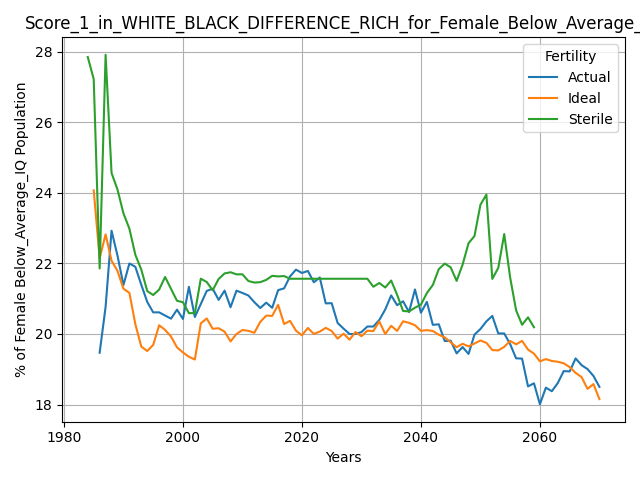 Score_1_in_WHITE_BLACK_DIFFERENCE_RICH_for_Female_Below_Average_
% of Female Below_Average_IQ Population
28
26
24
22
20
18
Fertility
Actual
Ideal
Sterile
1980 2000 2020 2040 2060
Years